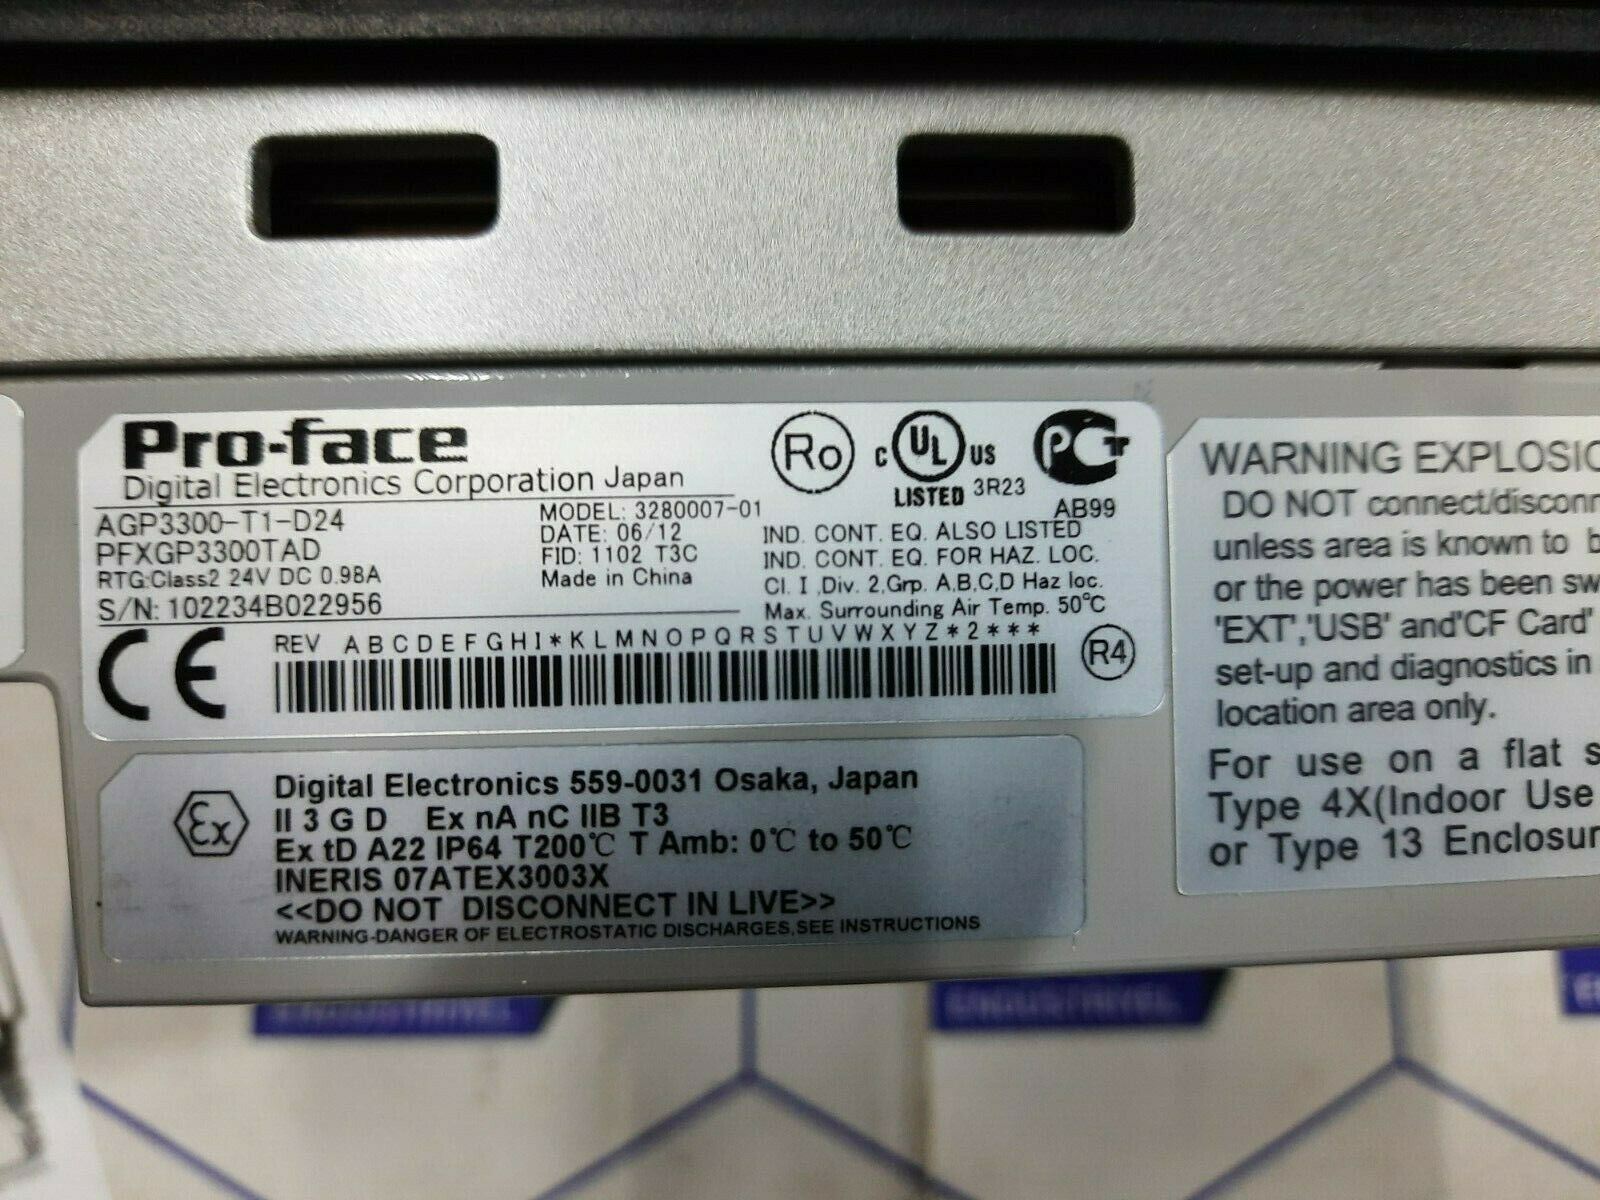 Pro-face
Digital Electronics Corporation Japan
AGP3300-T1-D24
PFXGP3300TAD
RTG:Class2 24V DC 0.98A
S/N: 102234B022956
MODEL: 3280007-01
DATE: 06/12
FID: 1102 T3C
Made in China
Ro
C UL US
LISTED 3R23
PCT
AB99
IND. CONT. EQ. ALSO LISTED
IND. CONT. EQ. FOR HAZ. LOC.
Cl. I ,Div. 2,Grp. A,B,C,D Haz loc.
Max. Surrounding Air Temp. 50°C
CE
REV A B C D E F G H I * K L M N O P Q R S T U V W X Y Z * 2 * * *
R4
Ex
Digital Electronics 559-0031 Osaka, Japan
II 3 G D Ex nA nC IIB T3
Ex tD A22 IP64 T200℃ T Amb: 0℃ to 50℃
INERIS 07ATEX3003X
<<DO NOT DISCONNECT IN LIVE>>
WARNING-DANGER OF ELECTROSTATIC DISCHARGES,SEE INSTRUCTIONS
WARNING EXPLOSIO
DO NOT connect/disconn
unless area is known to b
or the power has been sw
'EXT','USB' and'CF Card'
set-up and diagnostics in
location area only.
For use on a flat s
Type 4X(Indoor Use
or Type 13 Enclosur
ENDUSTRIVEL
ENDUSTRIVEL